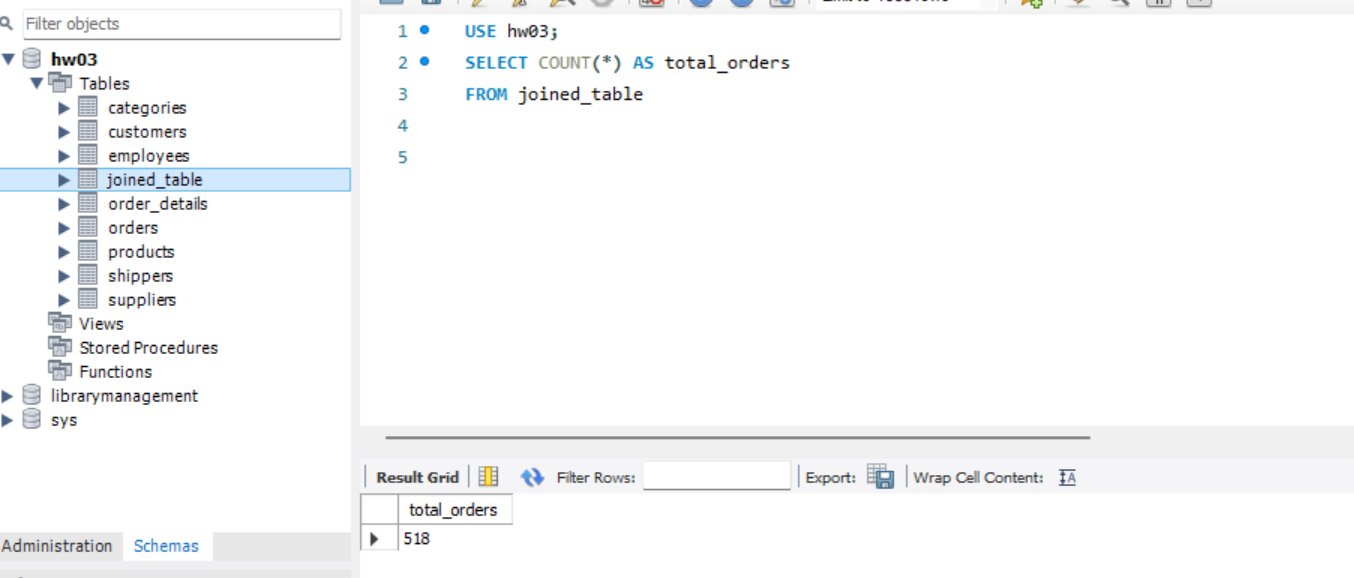 Filter objects
hw03
Tables
categories
customers
employees
joined_table
order_details
orders
products
shippers
suppliers
Views
Stored Procedures
Functions
librarymanagement
sys
Administration Schemas
1 USE hw03;
2 SELECT COUNT(*) AS total_orders
3 FROM joined_table
4
5
Result Grid Filter Rows: Export: Wrap Cell Content:
total_orders
518